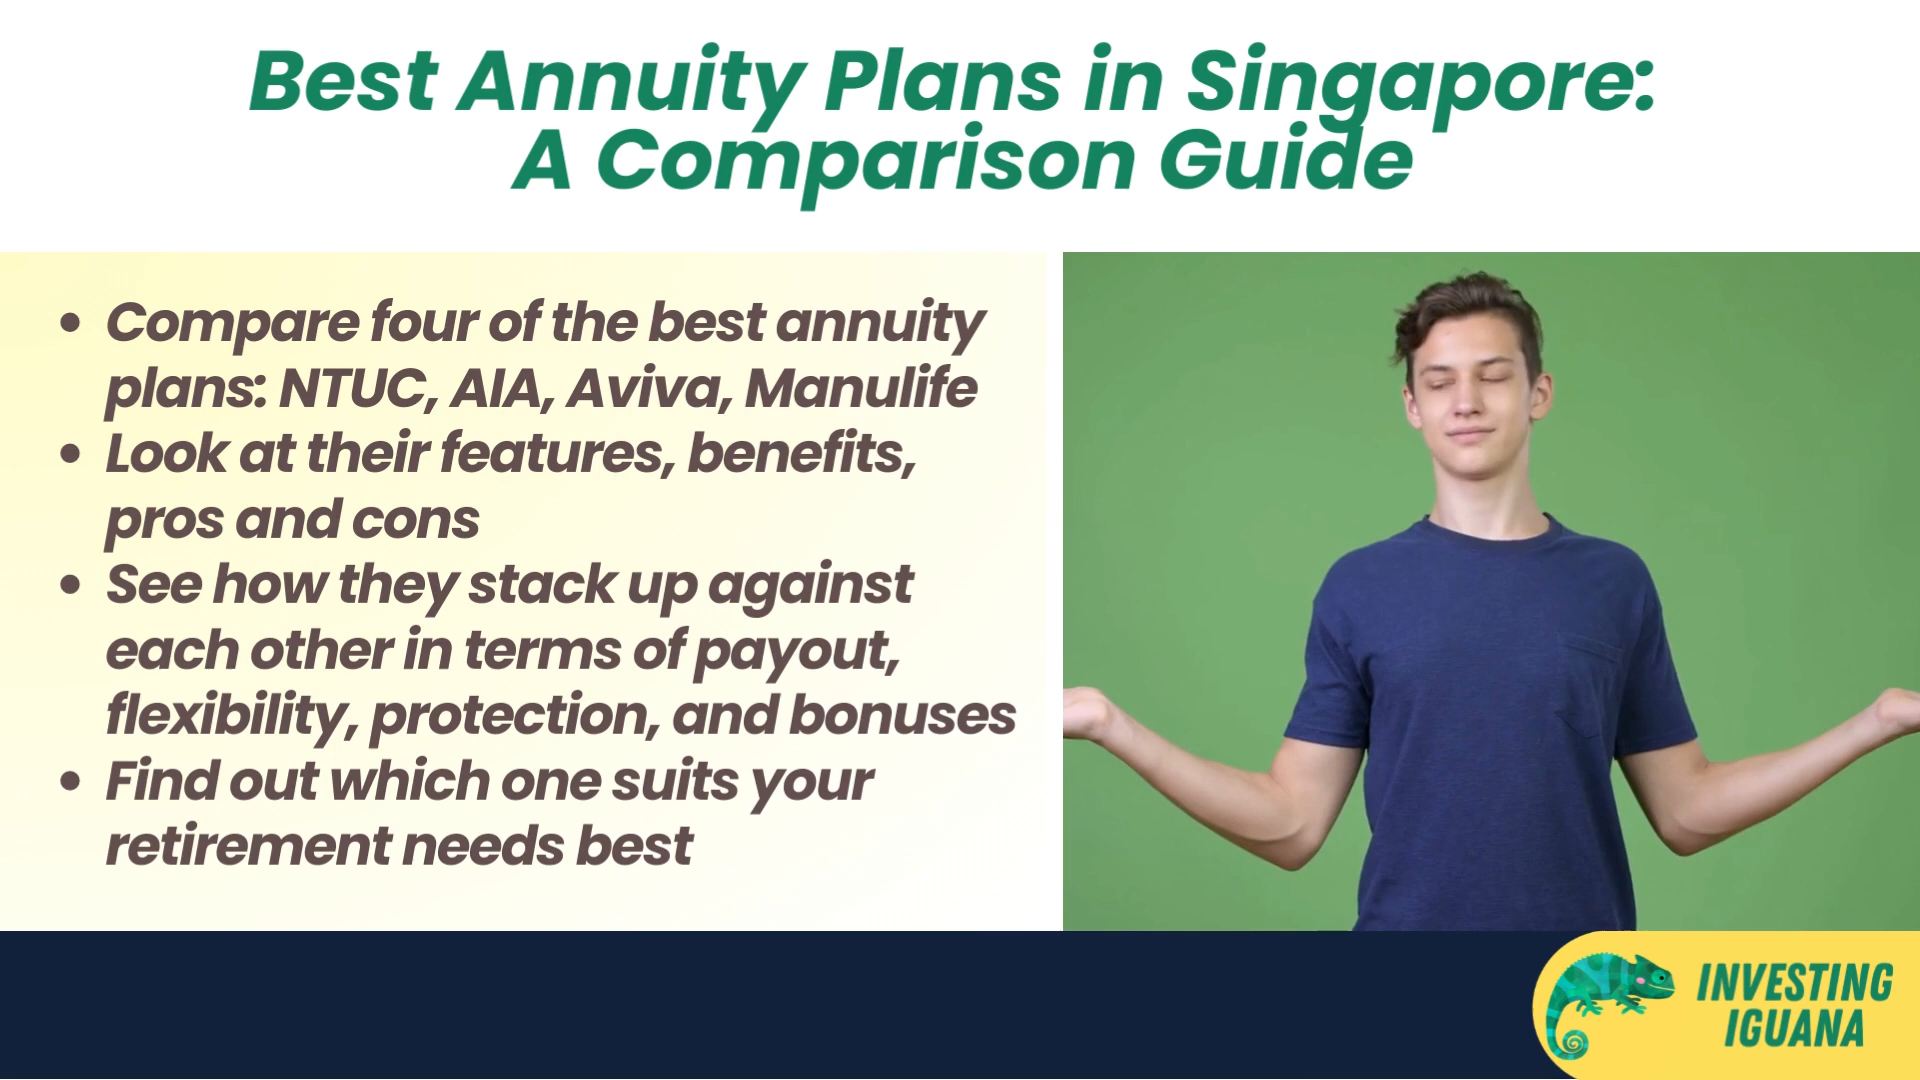 Best Annuity Plans in Singapore:
A Comparison Guide
• Compare four of the best annuity
plans: NTUC, AIA, Aviva, Manulife
• Look at their features, benefits,
pros and cons
• See how they stack up against
each other in terms of payout,
flexibility, protection, and bonuses
• Find out which one suits your
retirement needs best
INVESTING
IGUANA